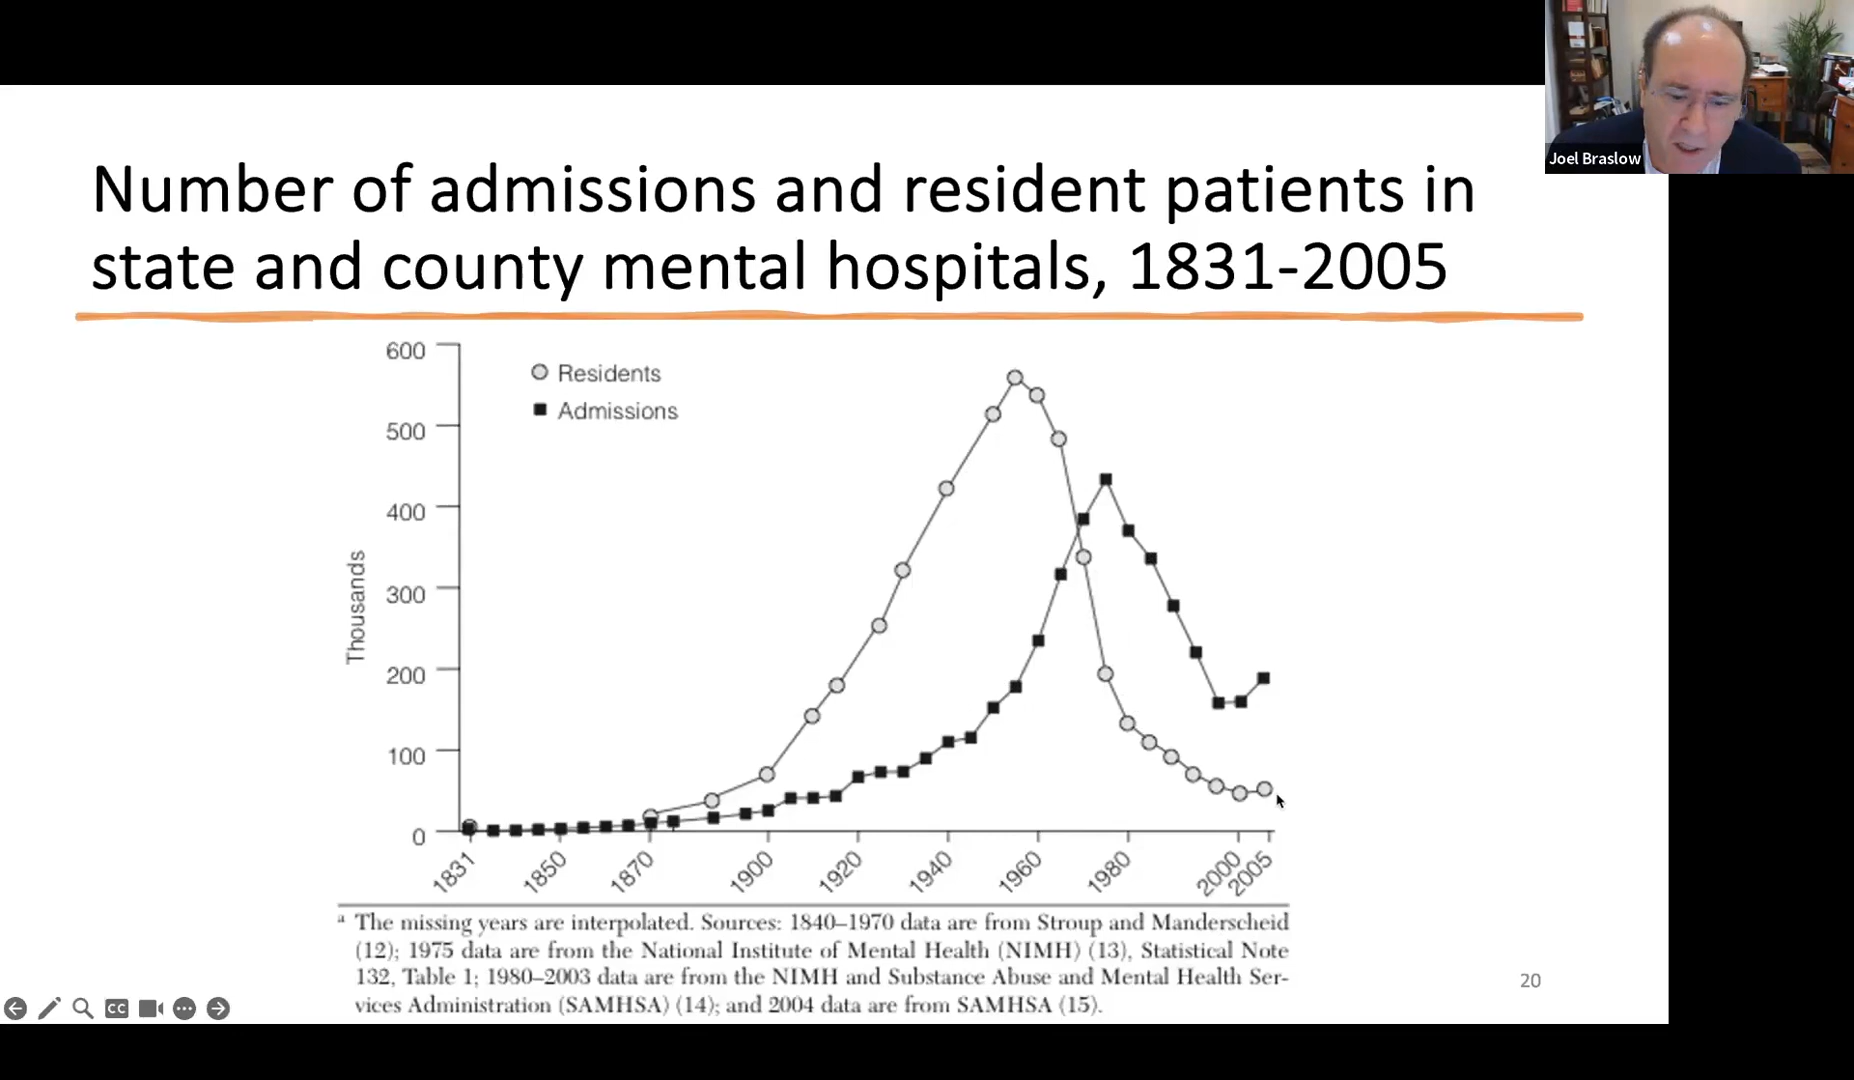 Joel Braslow
Number of admissions and resident patients in
state and county mental hospitals, 1831-2005
600
500
400
300
200
100
0
Thousands
Residents
Admissions
1831
1850
1870
1900
1920
1940
1960
1980
2000
2005
a The missing years are interpolated. Sources: 1840–1970 data are from Stroup and Manderscheid
(12); 1975 data are from the National Institute of Mental Health (NIMH) (13), Statistical Note
132, Table 1; 1980–2003 data are from the NIMH and Substance Abuse and Mental Health Ser-
vices Administration (SAMHSA) (14); and 2004 data are from SAMHSA (15).
20
CC